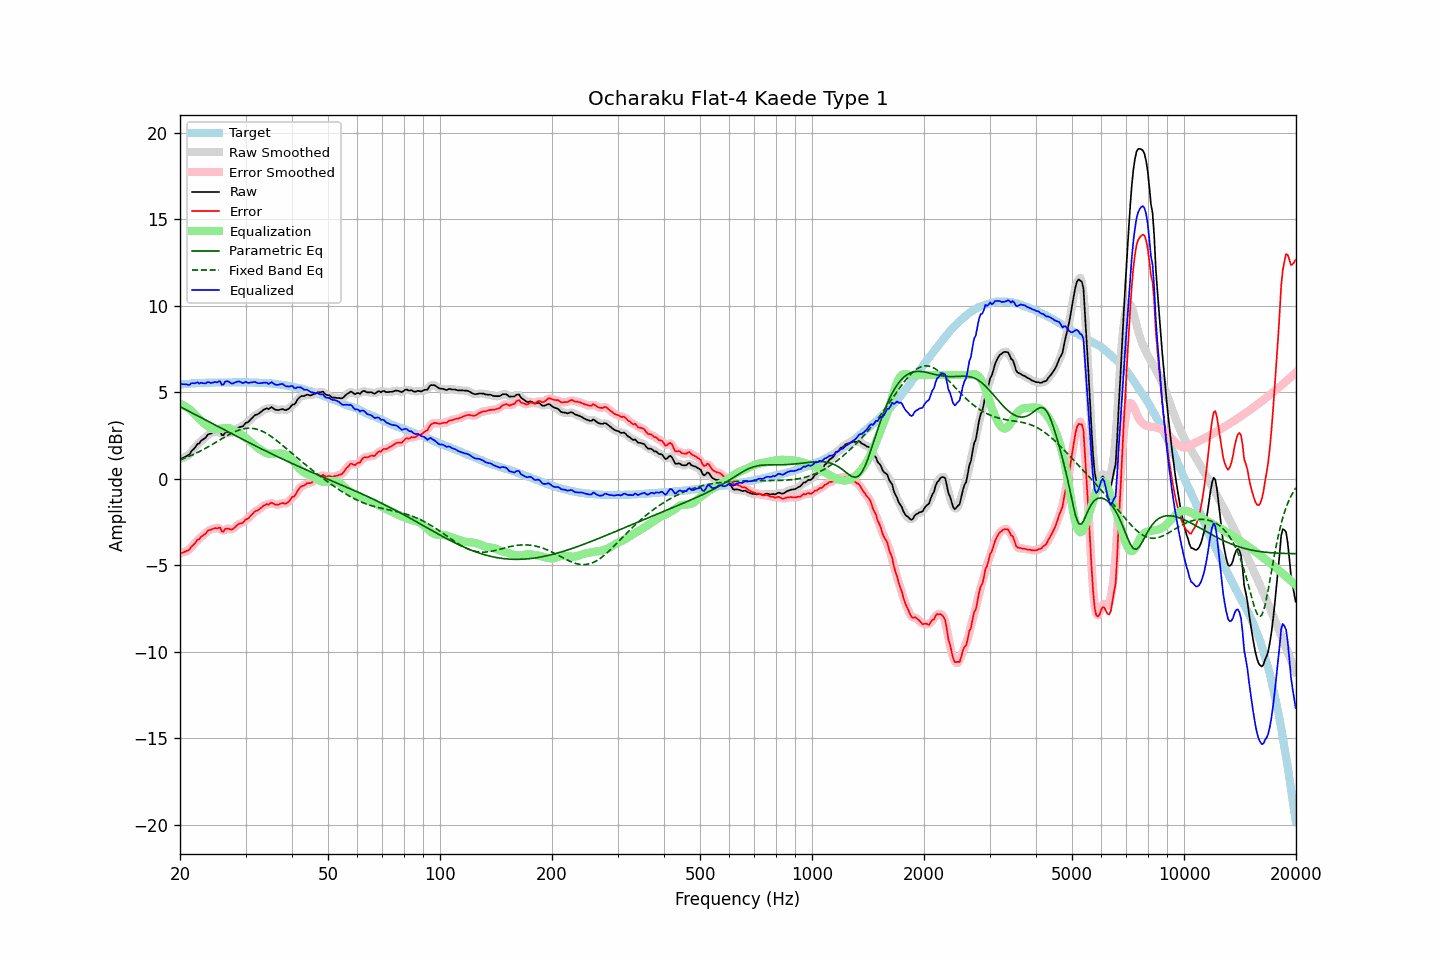 Ocharaku Flat-4 Kaede Type 1
Target
Raw Smoothed
Error Smoothed
Raw
Error
Equalization
Parametric Eq
Fixed Band Eq
Equalized
20
15
10
5
0
−5
−10
−15
−20
Amplitude (dBr)
20 50 100 200 500 1000 2000 5000 10000 20000
Frequency (Hz)